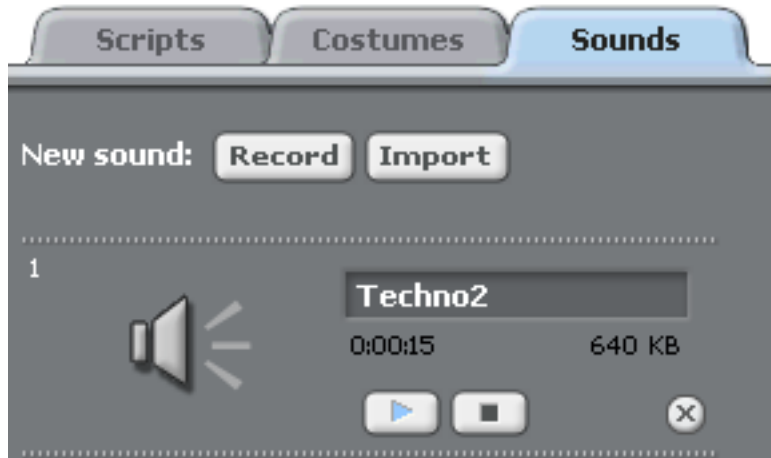 Scripts Costumes Sounds
New sound: Record Import
1
Techno2
0:00:15 640 KB